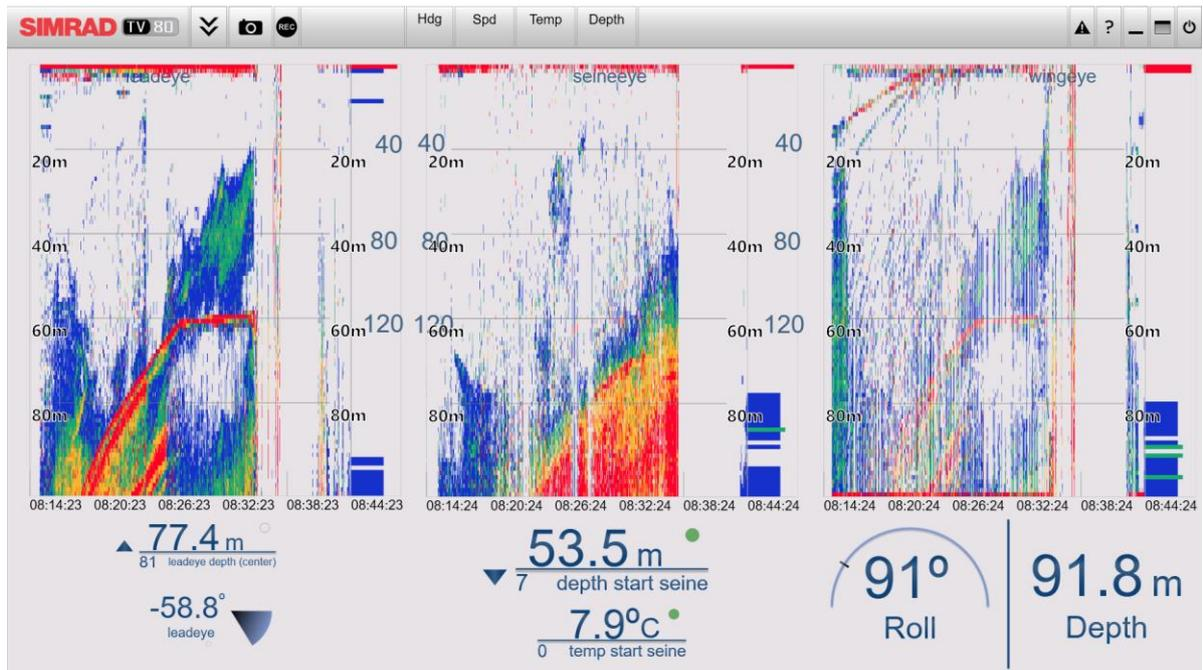 SIMRAD TV 80 REC Hdg Spd Temp Depth ?
leadeye seineeye wingeye
40 40 40
20m 20m 20m 20m 20m 20m
40m 40m 80 80 40m 40m 80 40m 40m
60m 60m 120 120 60m 60m 120 60m 60m
80m 80m 80m 80m 80m 80m
08:14:23 08:20:23 08:26:23 08:32:23 08:38:23 08:44:23 08:14:24 08:20:24 08:26:24 08:32:24 08:38:24 08:44:24 08:14:24 08:20:24 08:26:24 08:32:24 08:38:24 08:44:24
77.4 m
81 leadeye depth (center)
-58.8°
leadeye
53.5 m
7 depth start seine
7.9ºC
0 temp start seine
91º
Roll
91.8 m
Depth